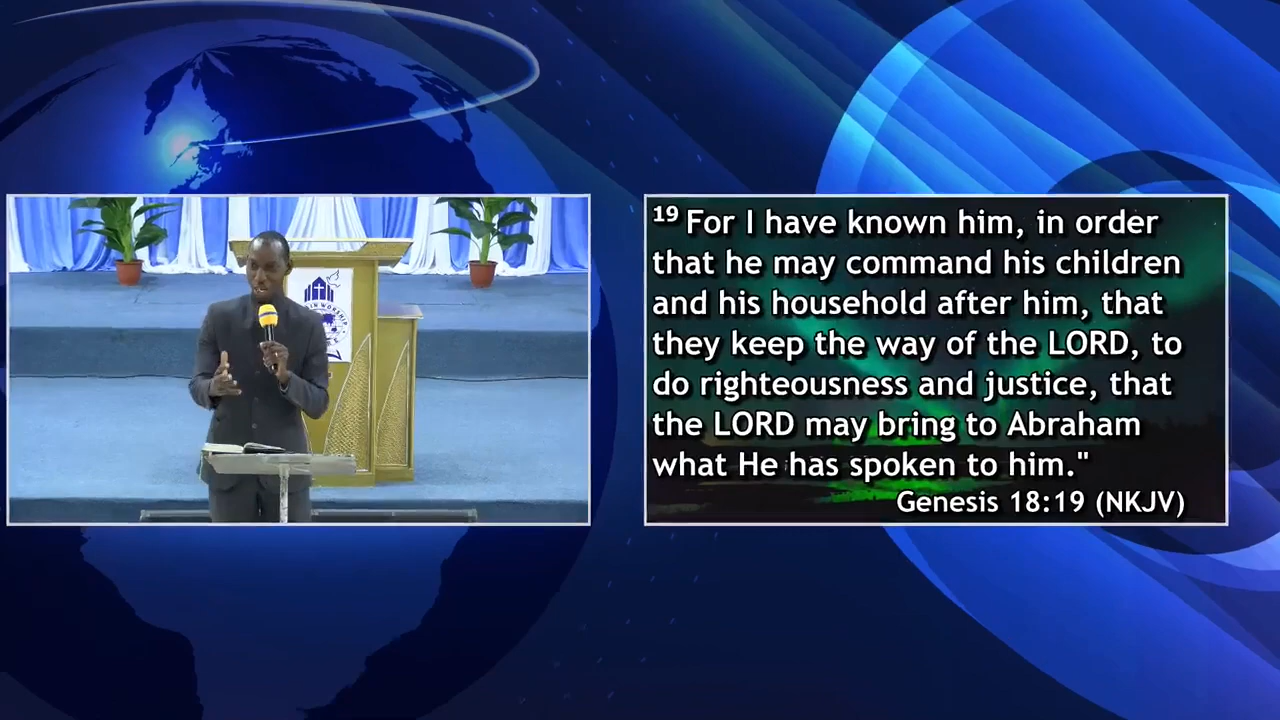 IN WORSHIP
19 For I have known him, in order
that he may command his children
and his household after him, that
they keep the way of the LORD, to
do righteousness and justice, that
the LORD may bring to Abraham
what He has spoken to him."
Genesis 18:19 (NKJV)